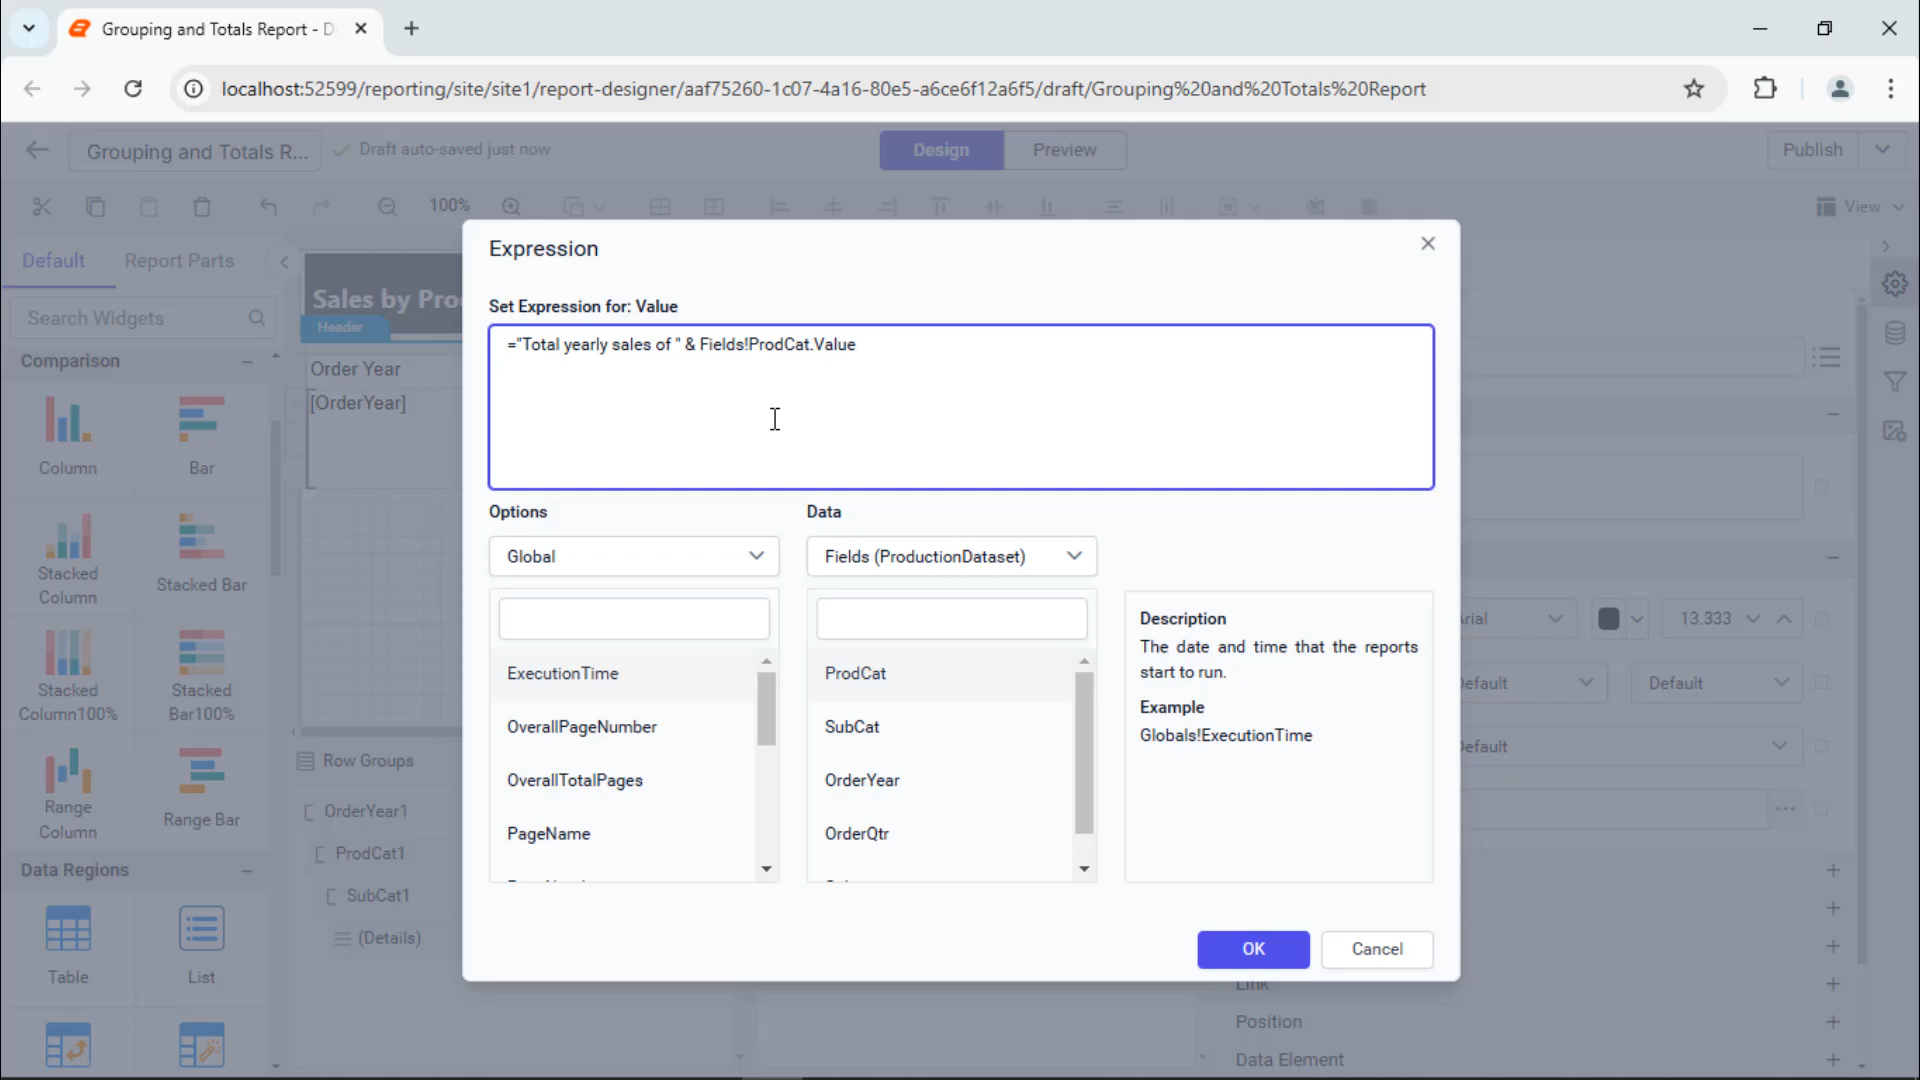 Grouping and Totals Report - D
localhost:52599/reporting/site/site1/report-designer/aaf75260-1c07-4a16-80e5-a6ce6f12a6f5/draft/Grouping%20and%20Totals%20Report
Grouping and Totals R...
Draft auto-saved just now
Design
Preview
Publish
100%
View
Default
Report Parts
Search Widgets
Comparison
Column
Bar
Stacked Column
Stacked Bar
Stacked Column100%
Stacked Bar100%
Range Column
Range Bar
Data Regions
Table
List
Sales by Pro
Header
Order Year
[OrderYear]
Row Groups
OrderYear1
ProdCat1
SubCat1
(Details)
Expression
Set Expression for: Value
="Total yearly sales of " & Fields!ProdCat.Value
Options
Data
Global
Fields (ProductionDataset)
ExecutionTime
OverallPageNumber
OverallTotalPages
PageName
ProdCat
SubCat
OrderYear
OrderQtr
Description
The date and time that the reports
start to run.
Example
Globals!ExecutionTime
OK
Cancel
13.333
Default
Default
Default
Link
Position
Data Element